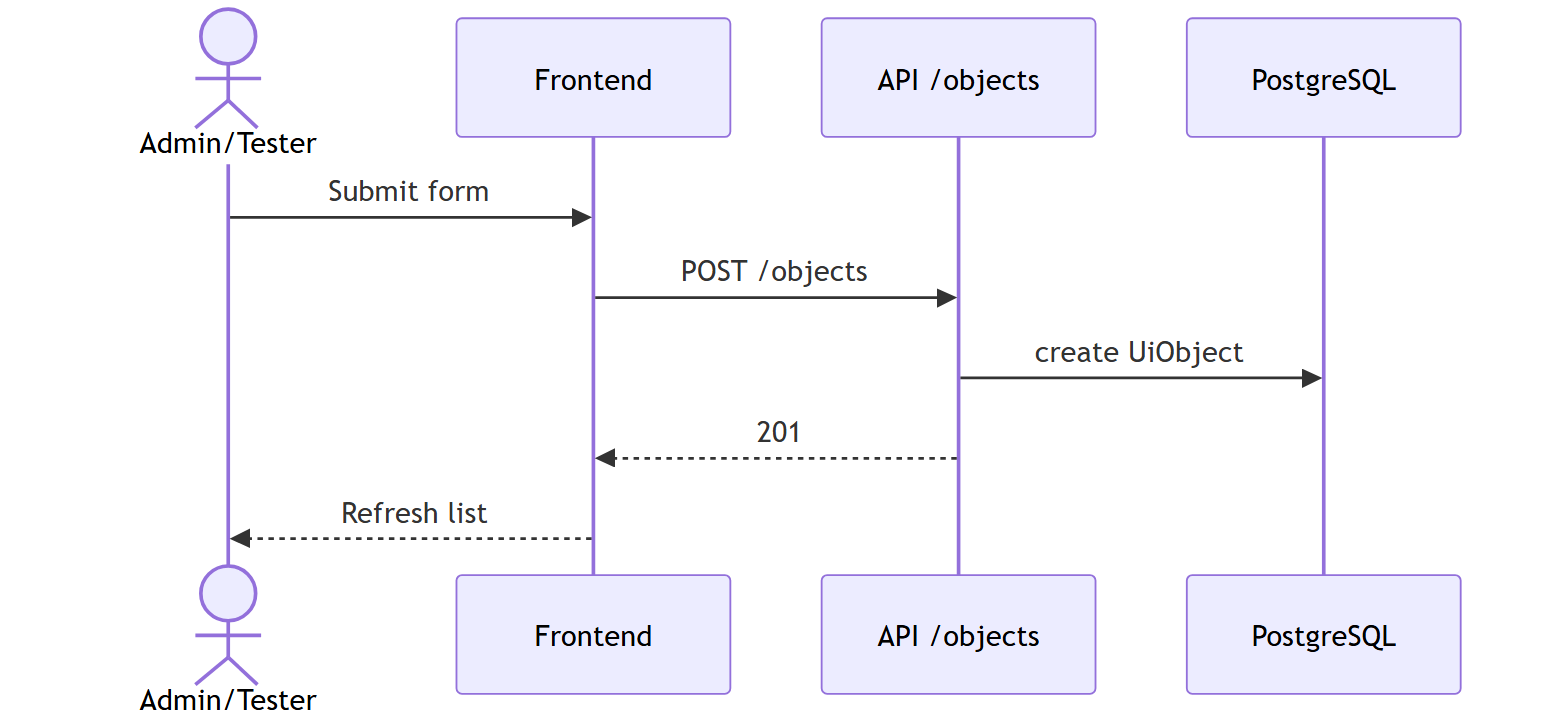 Admin/Tester
Frontend
API /objects
PostgreSQL
Submit form
POST /objects
create UiObject
201
Refresh list
Admin/Tester
Frontend
API /objects
PostgreSQL